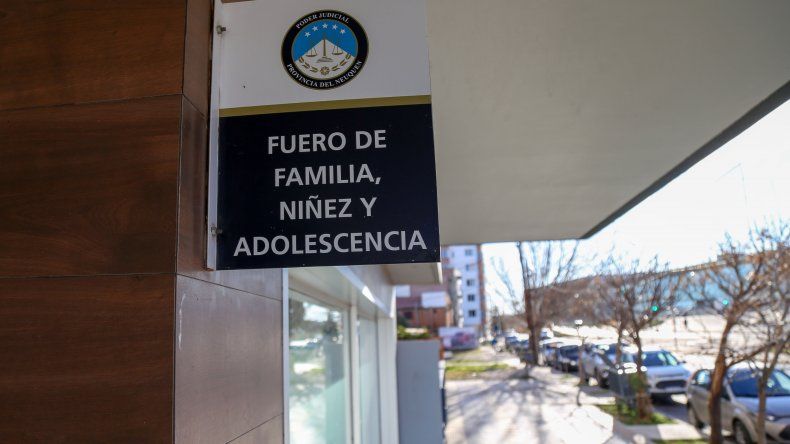 PODER JUDICIAL
PROVINCIA DEL NEUQUEN
FUERO DE
FAMILIA,
NIÑEZ Y
ADOLESCENCIA